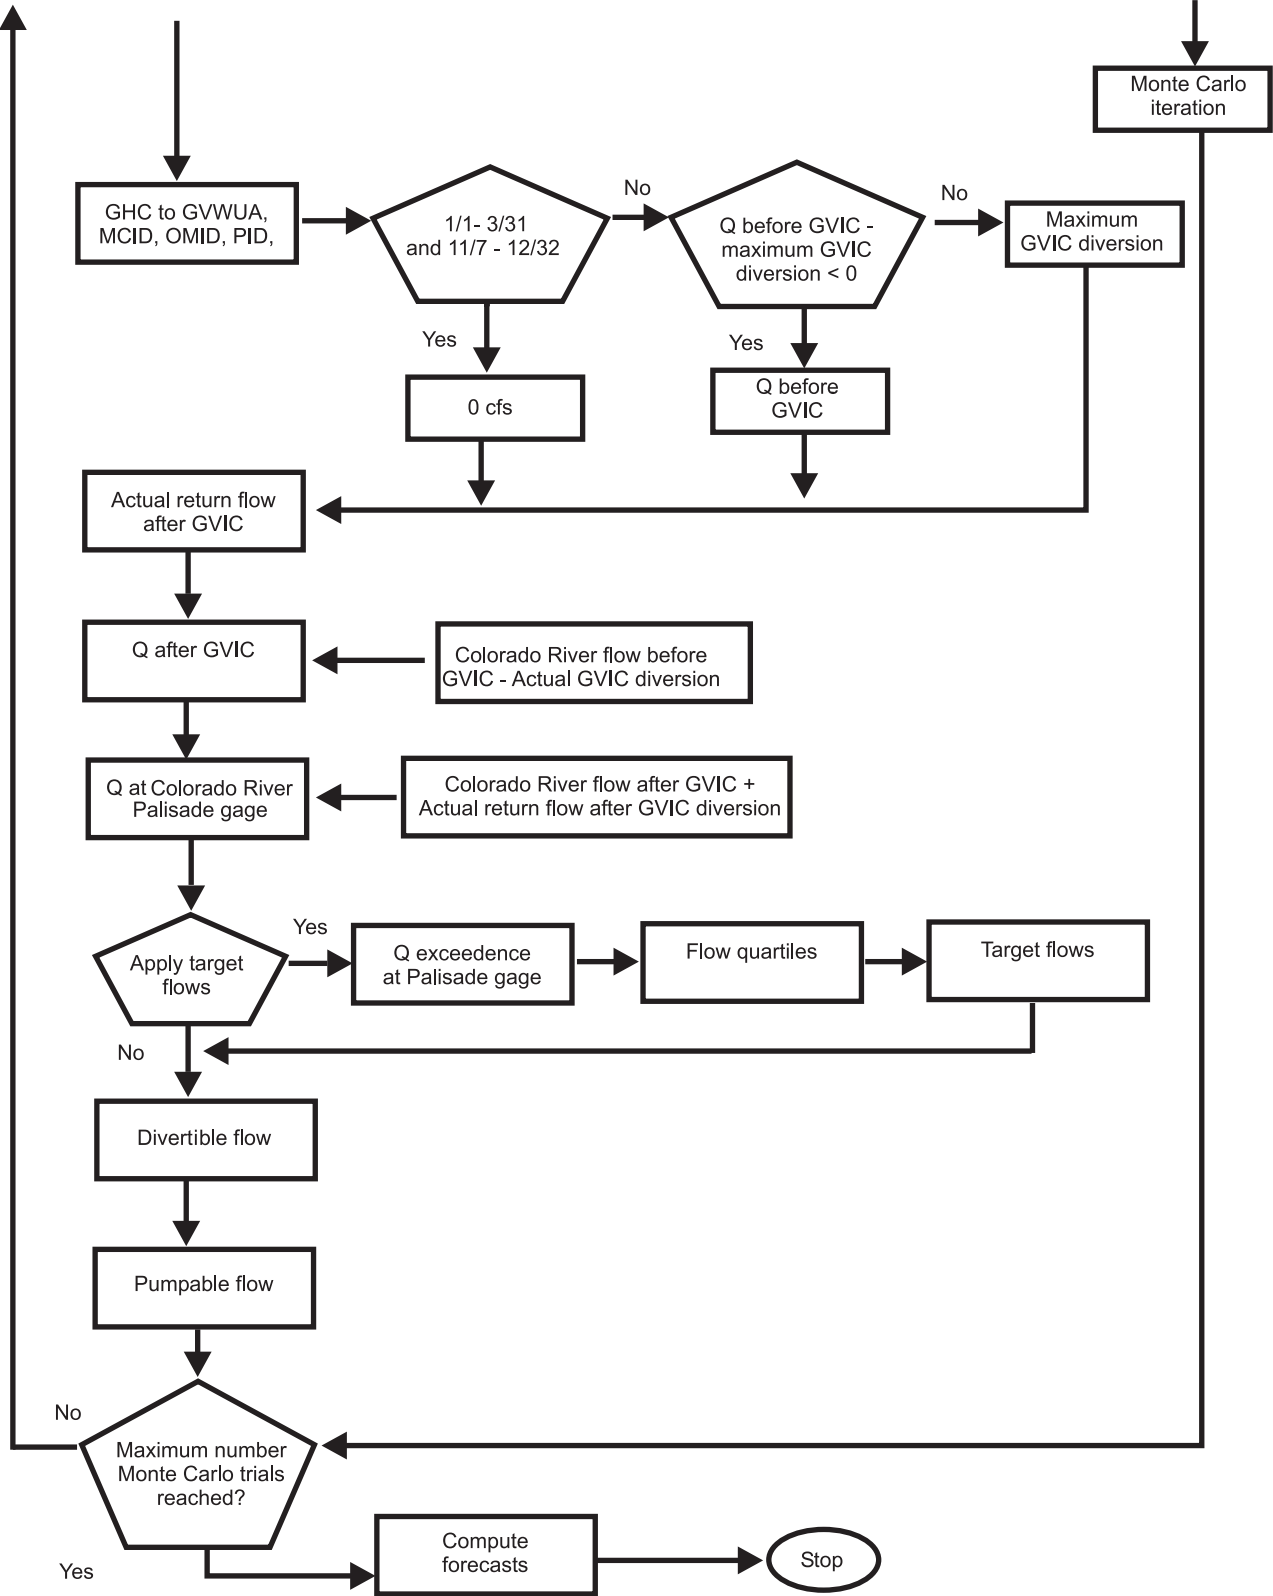 Monte Carlo
iteration
GHC to GVWUA,
MCID, OMID, PID,
1/1- 3/31
and 11/7 - 12/32
No
Q before GVIC -
maximum GVIC
diversion < 0
No
Maximum
GVIC diversion
Yes
0 cfs
Yes
Q before
GVIC
Actual return flow
after GVIC
Q after GVIC
Colorado River flow before
GVIC - Actual GVIC diversion
Q at Colorado River
Palisade gage
Colorado River flow after GVIC +
Actual return flow after GVIC diversion
Apply target
flows
Yes
Q exceedence
at Palisade gage
Flow quartiles
Target flows
No
Divertible flow
Pumpable flow
No
Maximum number
Monte Carlo trials
reached?
Yes
Compute
forecasts
Stop